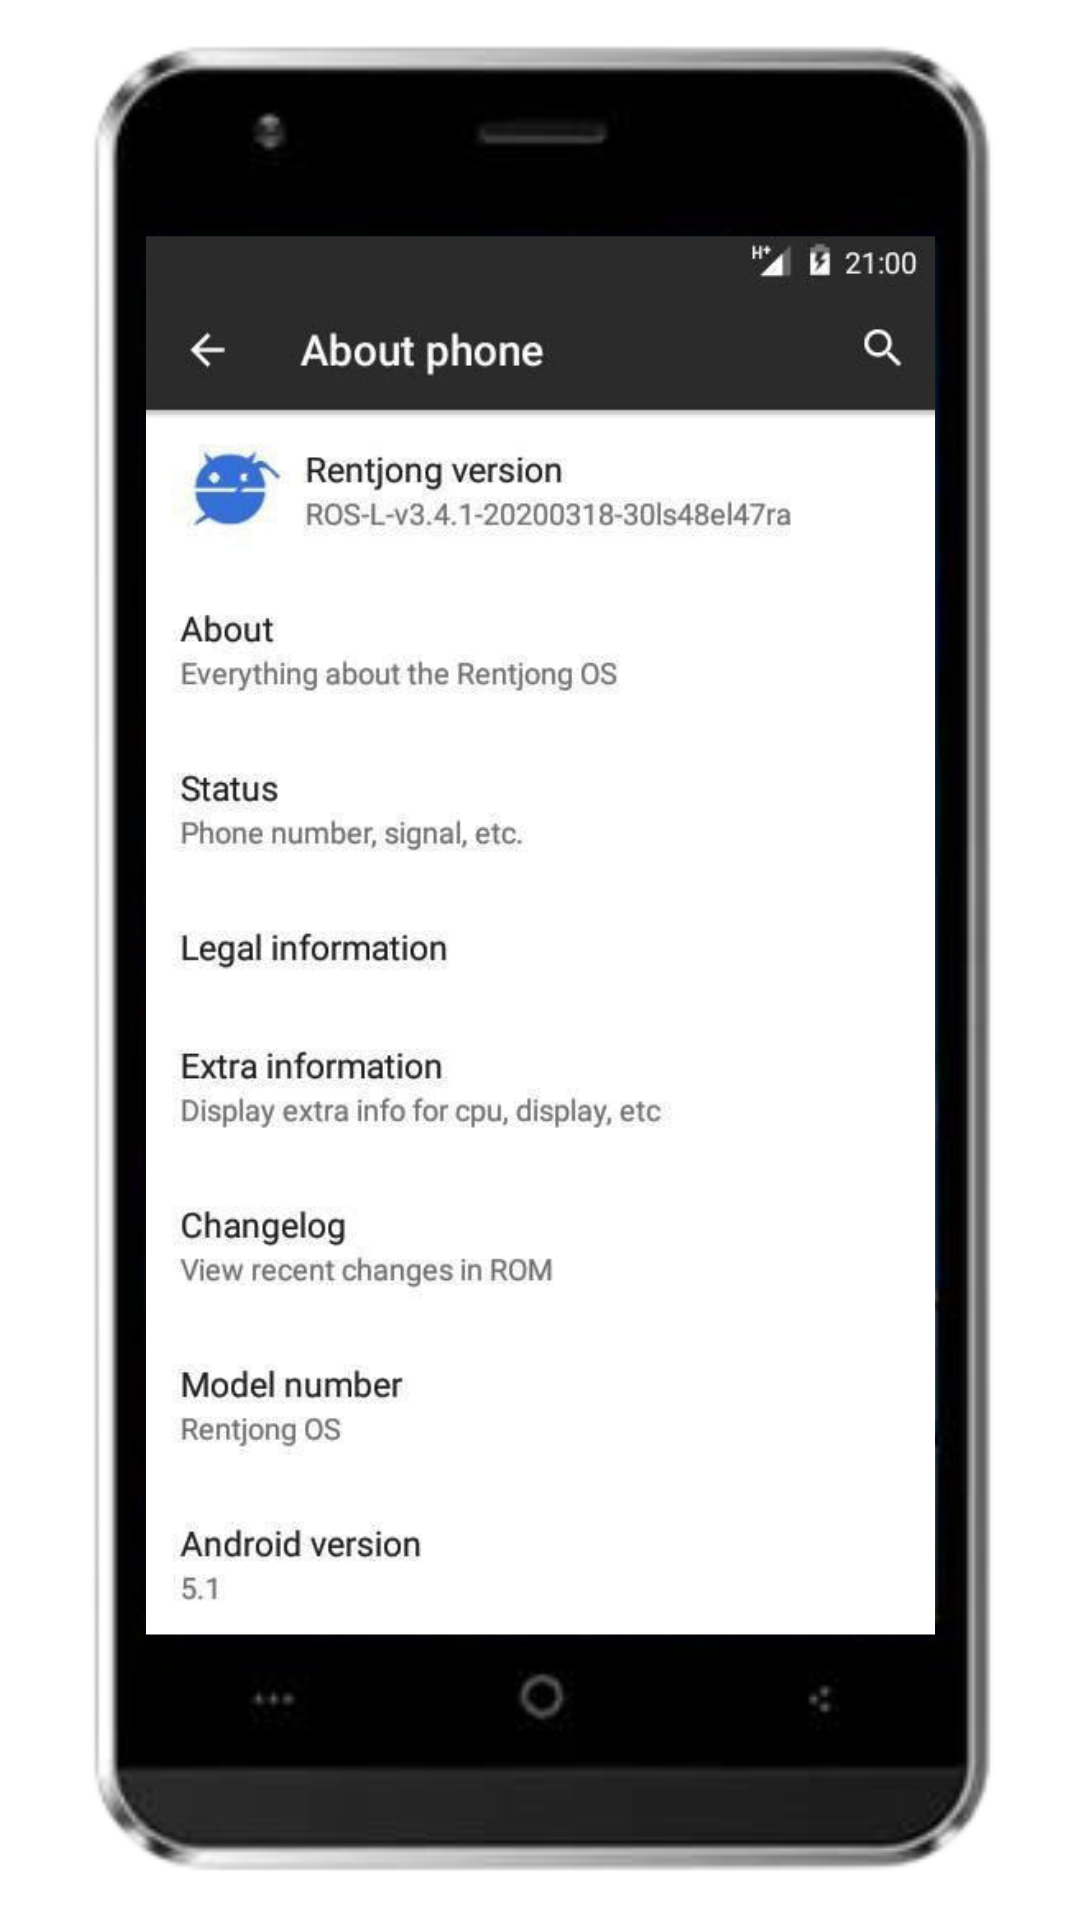 H+ 21:00
About phone
Rentjong version
ROS-L-v3.4.1-20200318-30ls48el47ra
About
Everything about the Rentjong OS
Status
Phone number, signal, etc.
Legal information
Extra information
Display extra info for cpu, display, etc
Changelog
View recent changes in ROM
Model number
Rentjong OS
Android version
5.1